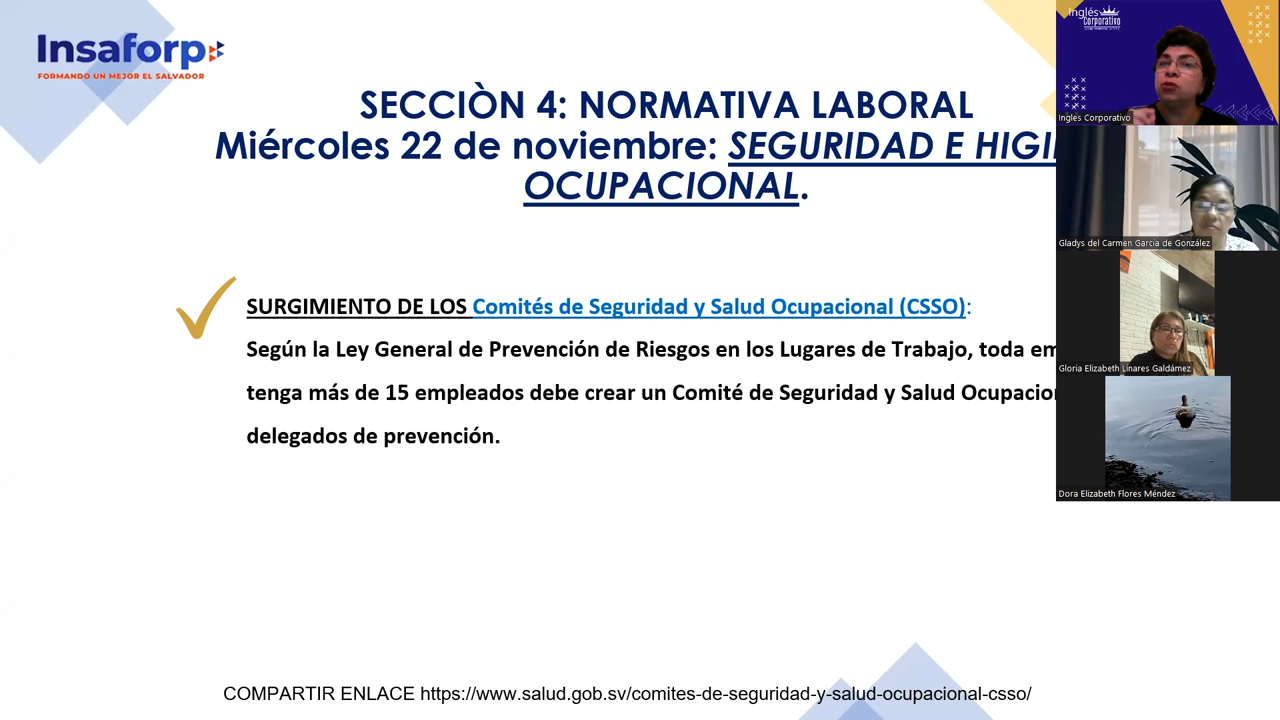 Insaforp
FORMANDO UN MEJOR EL SALVADOR
SECCIÒN 4: NORMATIVA LABORAL
Miércoles 22 de noviembre: SEGURIDAD E HIGI
OCUPACIONAL.
SURGIMIENTO DE LOS Comités de Seguridad y Salud Ocupacional (CSSO):
Según la Ley General de Prevención de Riesgos en los Lugares de Trabajo, toda em
tenga más de 15 empleados debe crear un Comité de Seguridad y Salud Ocupacion
delegados de prevención.
COMPARTIR ENLACE https://www.salud.gob.sv/comites-de-seguridad-y-salud-ocupacional-csso/
Inglés
Corporativo
Inglés Corporativo
Gladys del Carmen García de González
Gloria Elizabeth Linares Galdámez
Dora Elizabeth Flores Méndez